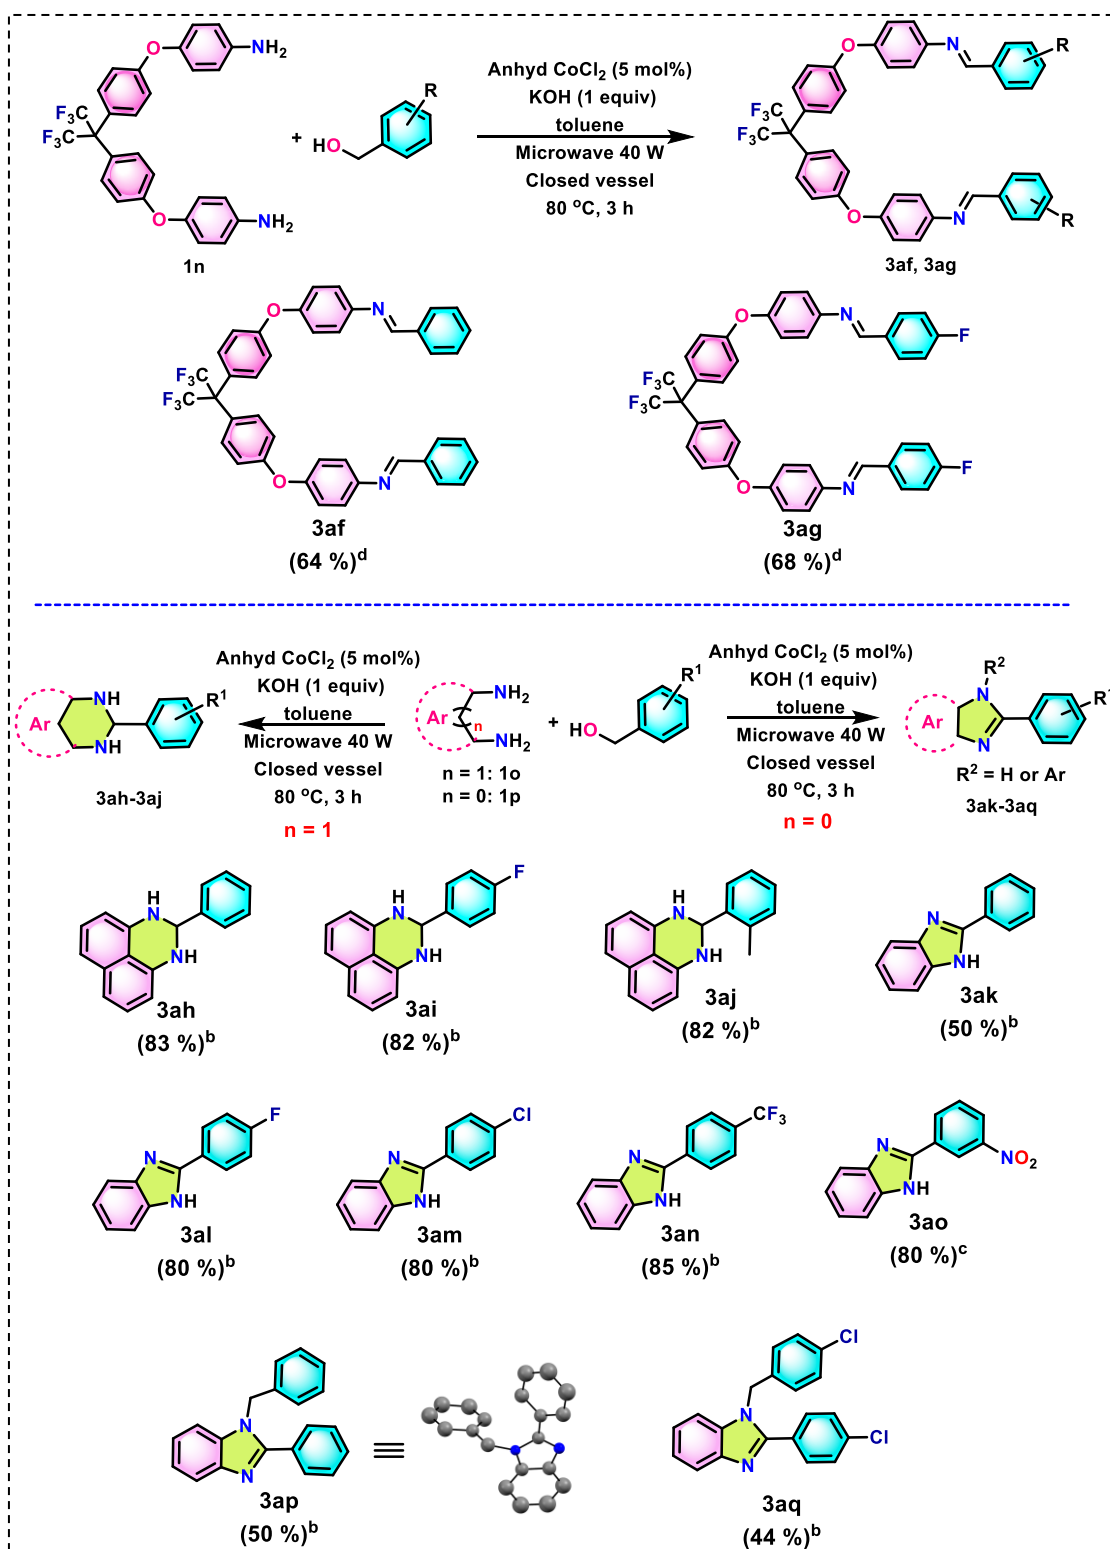 O
NH2
F3C
F3C
O
NH2
1n
+
HO
R
Anhyd CoCl2 (5 mol%)
KOH (1 equiv)
toluene
Microwave 40 W
Closed vessel
80 °C, 3 h
O
N
R
F3C
F3C
O
N
R
3af, 3ag
O
N
F3C
F3C
O
N
3af
(64 %)d
O
N
F
F3C
F3C
O
N
F
3ag
(68 %)d
Ar
H
N
N
H
R1
3ah-3aj
Anhyd CoCl2 (5 mol%)
KOH (1 equiv)
toluene
Microwave 40 W
Closed vessel
80 °C, 3 h
n = 1
Ar
n
NH2
NH2
n = 1: 1o
n = 0: 1p
+
HO
R1
Anhyd CoCl2 (5 mol%)
KOH (1 equiv)
toluene
Microwave 40 W
Closed vessel
80 °C, 3 h
n = 0
Ar
R2
N
N
R1
R2 = H or Ar
3ak-3aq
H
N
NH
3ah
(83 %)b
H
N
NH
F
3ai
(82 %)b
H
N
NH
3aj
(82 %)b
N
NH
3ak
(50 %)b
N
NH
F
3al
(80 %)b
N
NH
Cl
3am
(80 %)b
N
NH
CF3
3an
(85 %)b
N
NH
NO2
3ao
(80 %)c
N
N
3ap
(50 %)b
Cl
N
N
Cl
3aq
(44 %)b